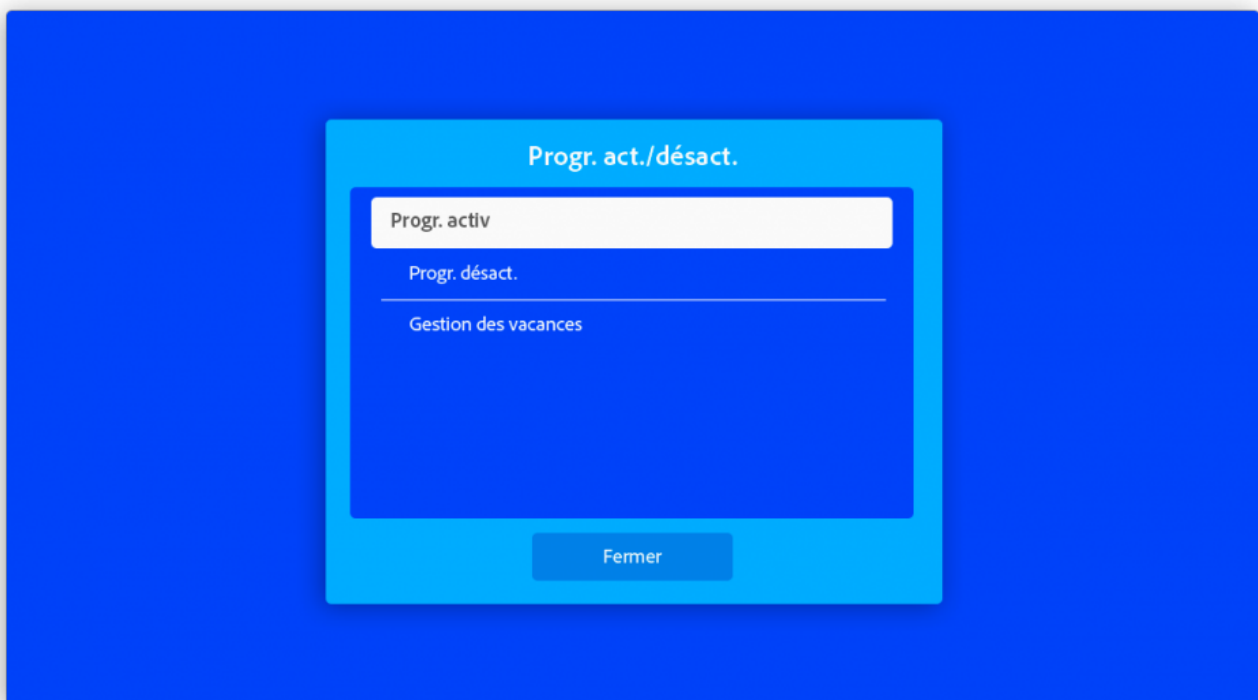 Progr. act./désact.
Progr. activ
Progr. désact.
Gestion des vacances
Fermer